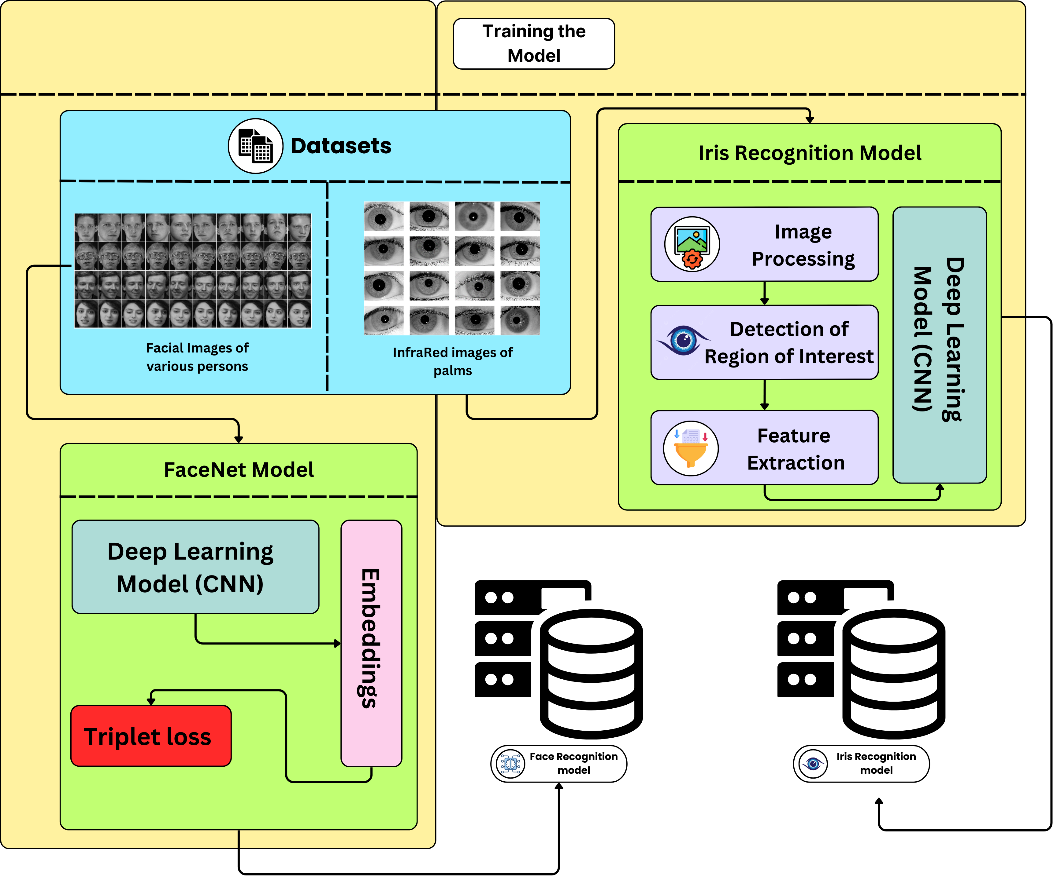 Training the
Model
Datasets
Facial Images of
various persons
InfraRed images of
palms
Iris Recognition Model
Image
Processing
Detection of
Region of Interest
Feature
Extraction
Deep Learning
Model (CNN)
FaceNet Model
Deep Learning
Model (CNN)
Embeddings
Triplet loss
Face Recognition
model
Iris Recognition
model